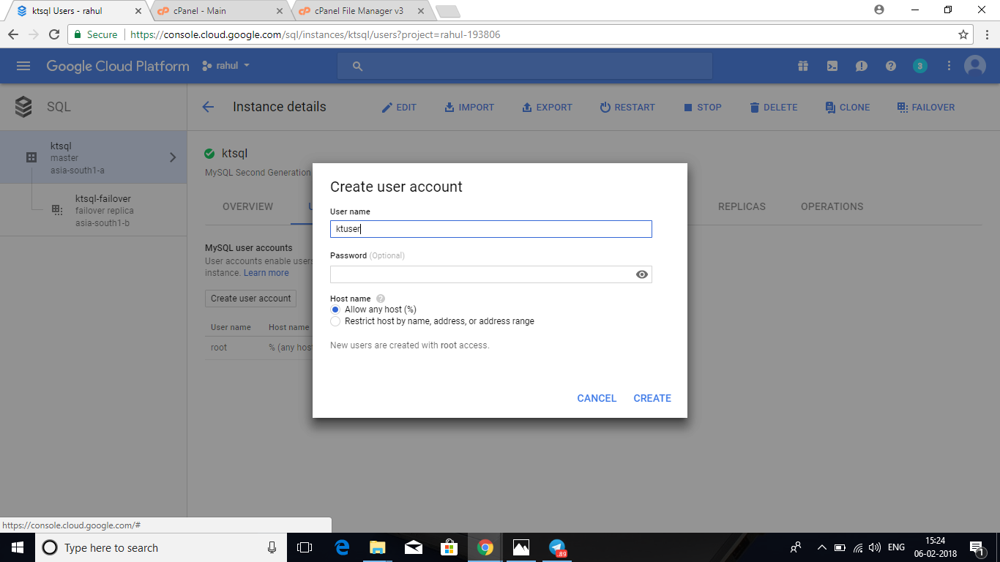 ktsql Users - rahul
cPanel - Main
cPanel File Manager v3
Secure https://console.cloud.google.com/sql/instances/ktsql/users?project=rahul-193806
Google Cloud Platform rahul 3
SQL
Instance details EDIT IMPORT EXPORT RESTART STOP DELETE CLONE FAILOVER
ktsql
master
asia-south1-a
ktsql-failover
failover replica
asia-south1-b
ktsql
MySQL Second Generation
OVERVIEW U REPLICAS OPERATIONS
MySQL user accounts
User accounts enable users
instance. Learn more
Create user account
User name Host name
root % (any host
Create user account
User name
ktuser
Password (Optional)
Host name ?
Allow any host (%)
Restrict host by name, address, or address range
New users are created with root access.
CANCEL CREATE
https://console.cloud.google.com/#
Type here to search
89
ENG
15:24
06-02-2018
1